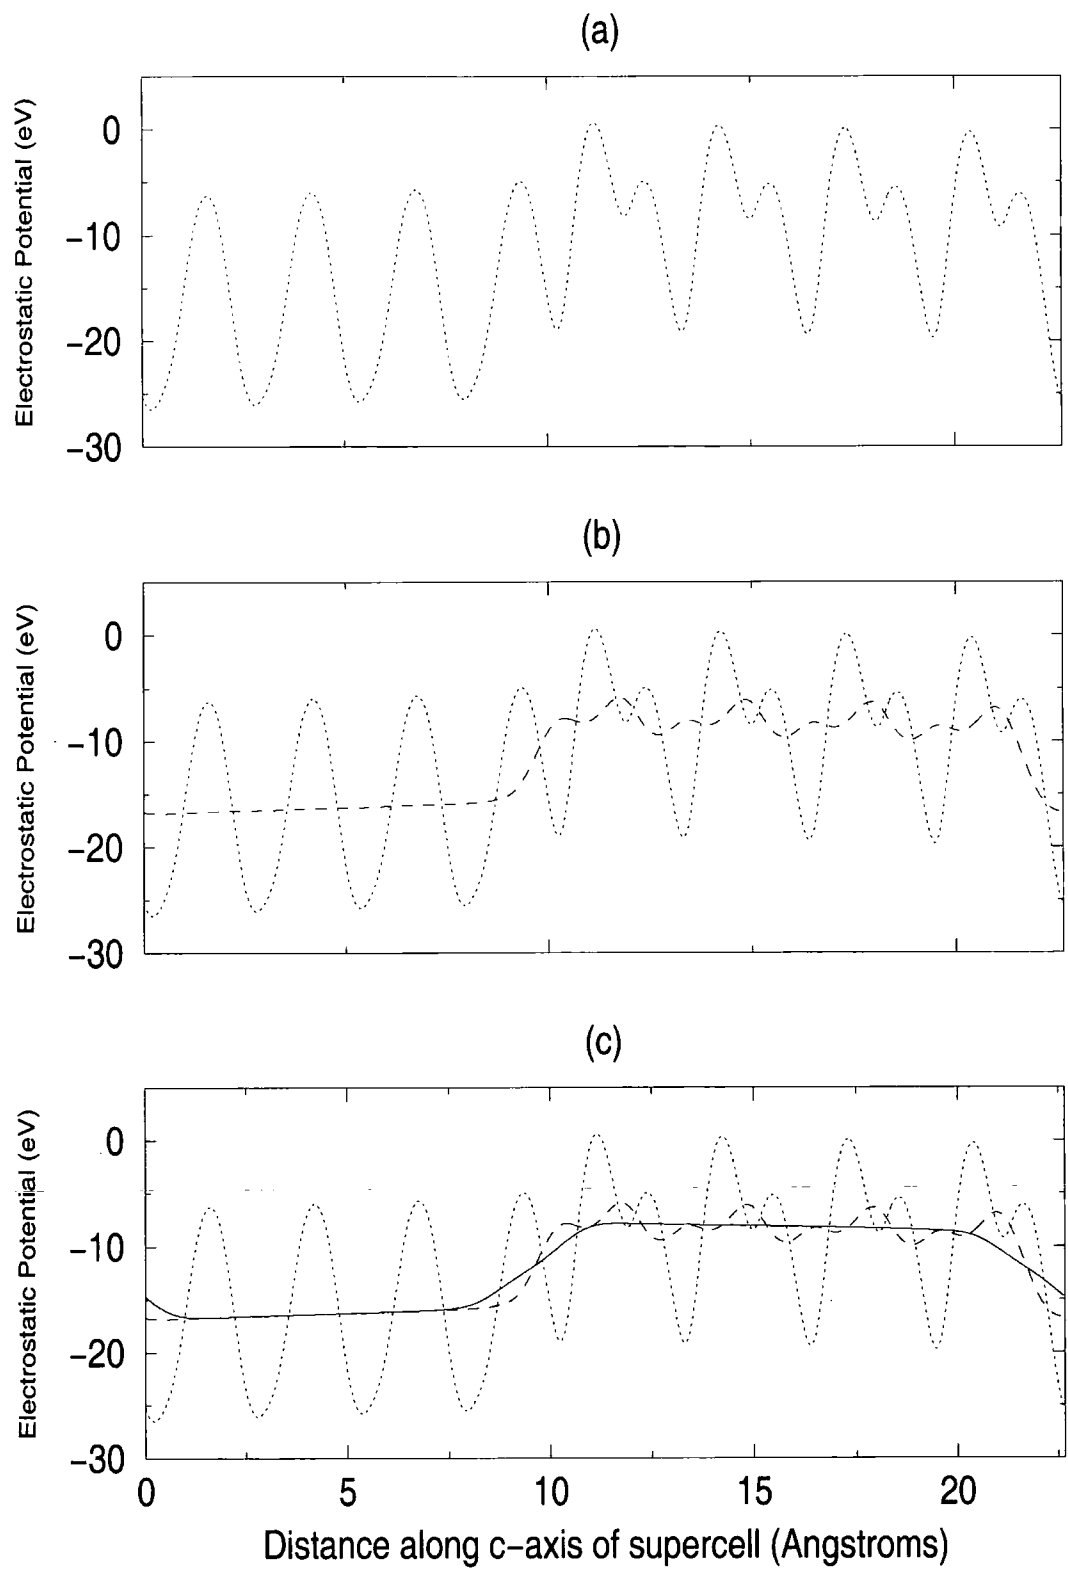 (a)
Electrostatic Potential (eV)
0
−10
−20
−30
(b)
Electrostatic Potential (eV)
0
−10
−20
−30
(c)
Electrostatic Potential (eV)
0
−10
−20
−30
0 5 10 15 20
Distance along c−axis of supercell (Angstroms)